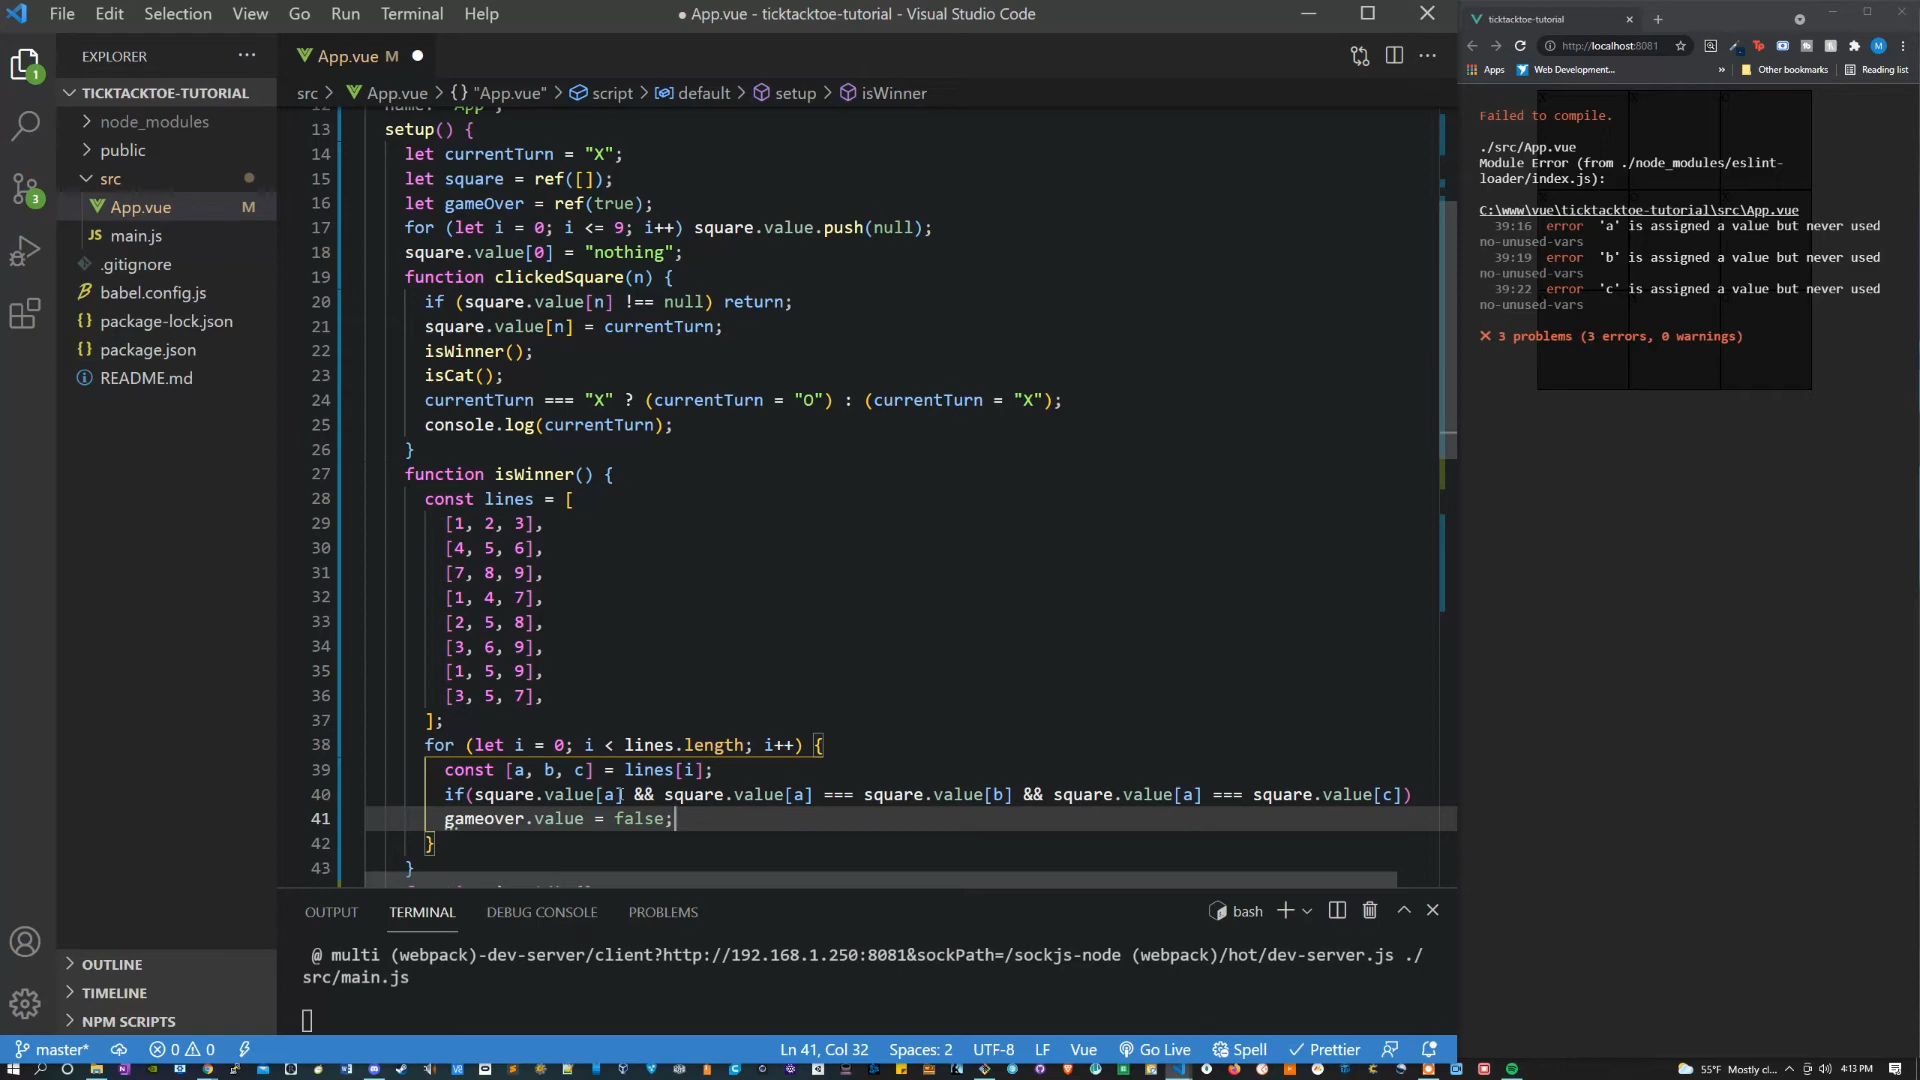 File Edit Selection View Go Run Terminal Help
● App.vue - ticktacktoe-tutorial - Visual Studio Code
EXPLORER ···
TICKTACKTOE-TUTORIAL
node_modules
public
src
App.vue M
JS main.js
.gitignore
babel.config.js
package-lock.json
package.json
README.md
OUTLINE
TIMELINE
NPM SCRIPTS
1
3
App.vue M
src > App.vue > {} "App.vue" > script > default > setup > isWinner
12 name: "App",
13 setup() {
14 let currentTurn = "X";
15 let square = ref([]);
16 let gameOver = ref(true);
17 for (let i = 0; i <= 9; i++) square.value.push(null);
18 square.value[0] = "nothing";
19 function clickedSquare(n) {
20 if (square.value[n] !== null) return;
21 square.value[n] = currentTurn;
22 isWinner();
23 isCat();
24 currentTurn === "X" ? (currentTurn = "O") : (currentTurn = "X");
25 console.log(currentTurn);
26 }
27 function isWinner() {
28 const lines = [
29 [1, 2, 3],
30 [4, 5, 6],
31 [7, 8, 9],
32 [1, 4, 7],
33 [2, 5, 8],
34 [3, 6, 9],
35 [1, 5, 9],
36 [3, 5, 7],
37 ];
38 for (let i = 0; i < lines.length; i++) {
39 const [a, b, c] = lines[i];
40 if(square.value[a] && square.value[a] === square.value[b] && square.value[a] === square.value[c])
41 gameover.value = false;
42 }
43 }
OUTPUT TERMINAL DEBUG CONSOLE PROBLEMS
bash
@ multi (webpack)-dev-server/client?http://192.168.1.250:8081&sockPath=/sockjs-node (webpack)/hot/dev-server.js ./
src/main.js
master* 0 0 Ln 41, Col 32 Spaces: 2 UTF-8 LF Vue Go Live Spell Prettier
ticktacktoe-tutorial
http://localhost:8081
Apps Web Development... » Other bookmarks Reading list
Failed to compile.
./src/App.vue
Module Error (from ./node_modules/eslint-
loader/index.js):
C:\www\vue\ticktacktoe-tutorial\src\App.vue
39:16 error 'a' is assigned a value but never used
no-unused-vars
39:19 error 'b' is assigned a value but never used
no-unused-vars
39:22 error 'c' is assigned a value but never used
no-unused-vars
✕ 3 problems (3 errors, 0 warnings)
55°F Mostly cl... 4:13 PM